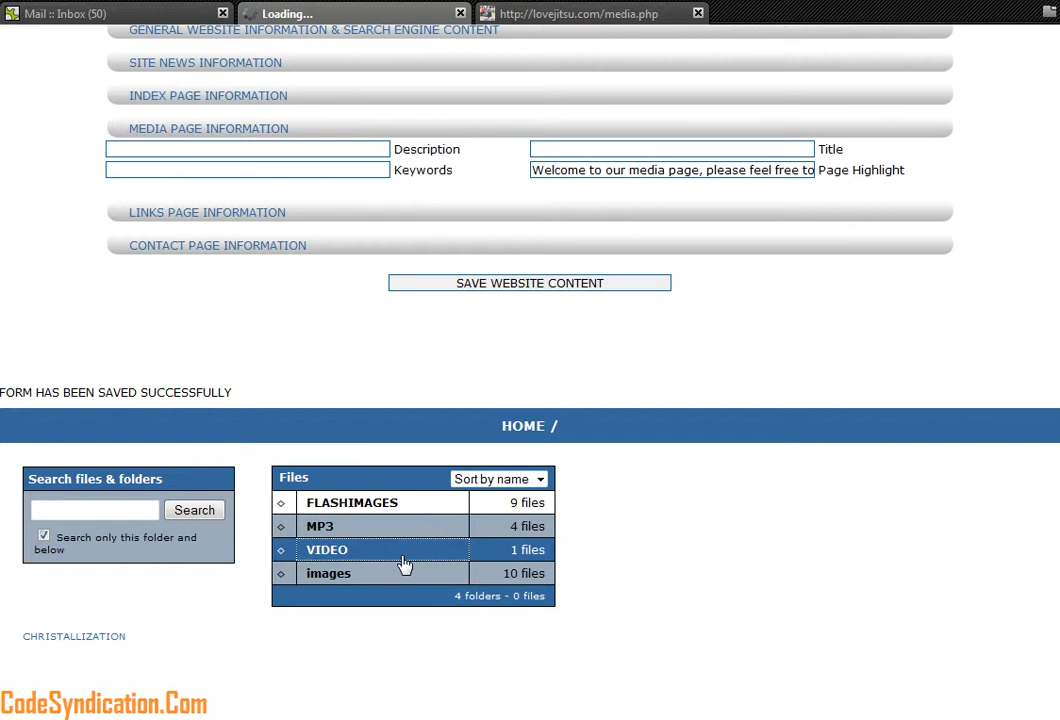 Mail :: Inbox (50)
Loading...
http://lovejitsu.com/media.php
GENERAL WEBSITE INFORMATION & SEARCH ENGINE CONTENT
SITE NEWS INFORMATION
INDEX PAGE INFORMATION
MEDIA PAGE INFORMATION
Description
Title
Keywords
Welcome to our media page, please feel free to
Page Highlight
LINKS PAGE INFORMATION
CONTACT PAGE INFORMATION
SAVE WEBSITE CONTENT
FORM HAS BEEN SAVED SUCCESSFULLY
HOME /
Search files & folders
Search
Search only this folder and
below
Files
Sort by name
FLASHIMAGES 9 files
MP3 4 files
VIDEO 1 files
images 10 files
4 folders - 0 files
CHRISTALLIZATION
CodeSyndication.Com